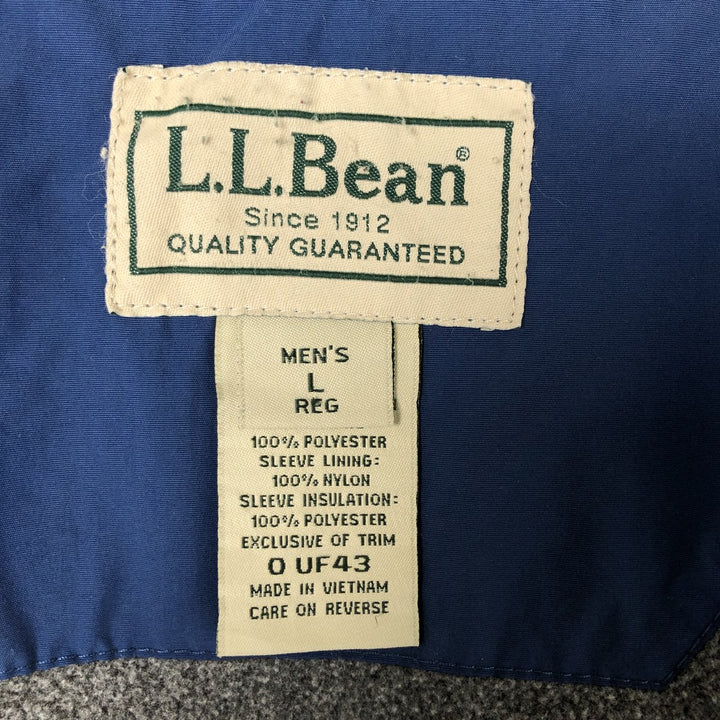 L.L.Bean®
Since 1912
QUALITY GUARANTEED
MEN'S
L
REG
100% POLYESTER
SLEEVE LINING:
100% NYLON
SLEEVE INSULATION:
100% POLYESTER
EXCLUSIVE OF TRIM
0 UF43
MADE IN VIETNAM
CARE ON REVERSE